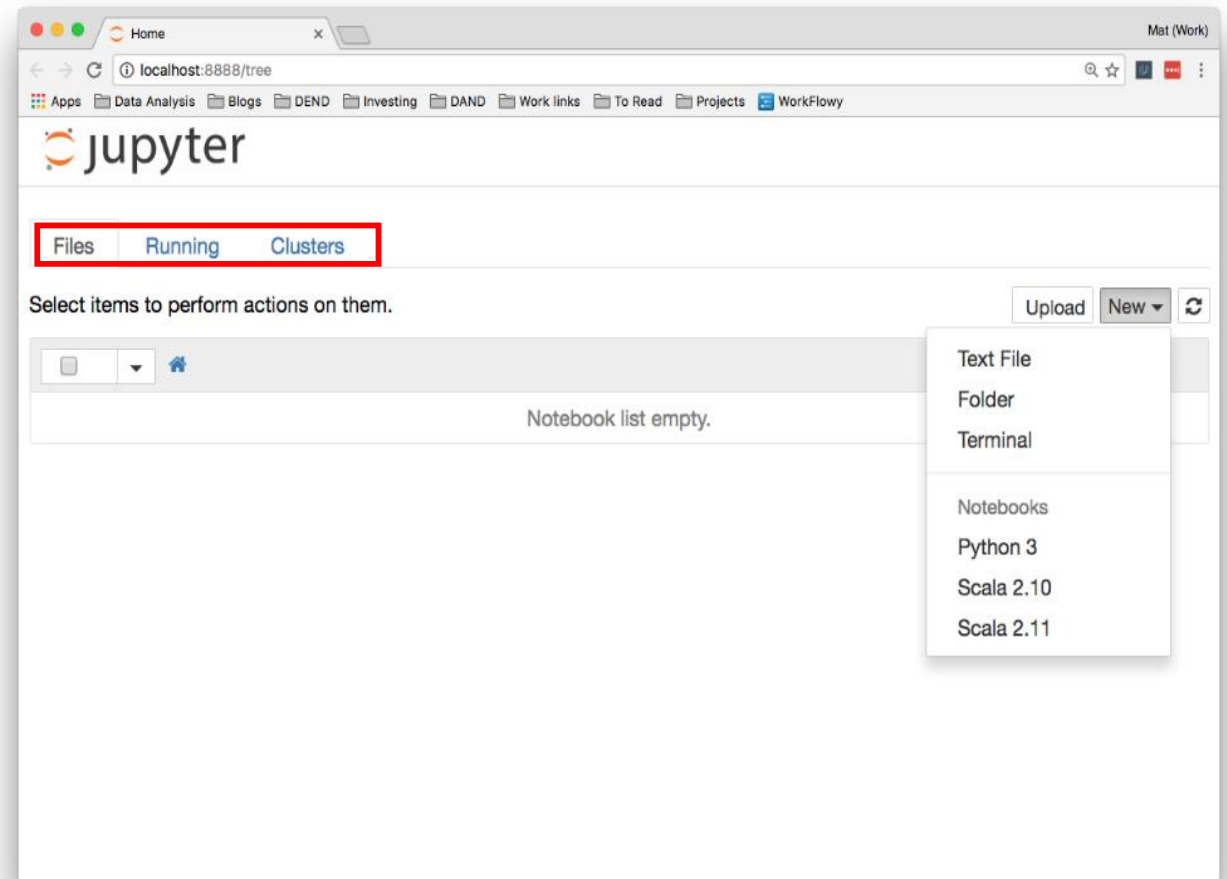 Home
Mat (Work)
localhost:8888/tree
Apps Data Analysis Blogs DEND Investing DAND Work links To Read Projects WorkFlowy
jupyter
Files Running Clusters
Select items to perform actions on them.
Upload New
Notebook list empty.
Text File
Folder
Terminal
Notebooks
Python 3
Scala 2.10
Scala 2.11